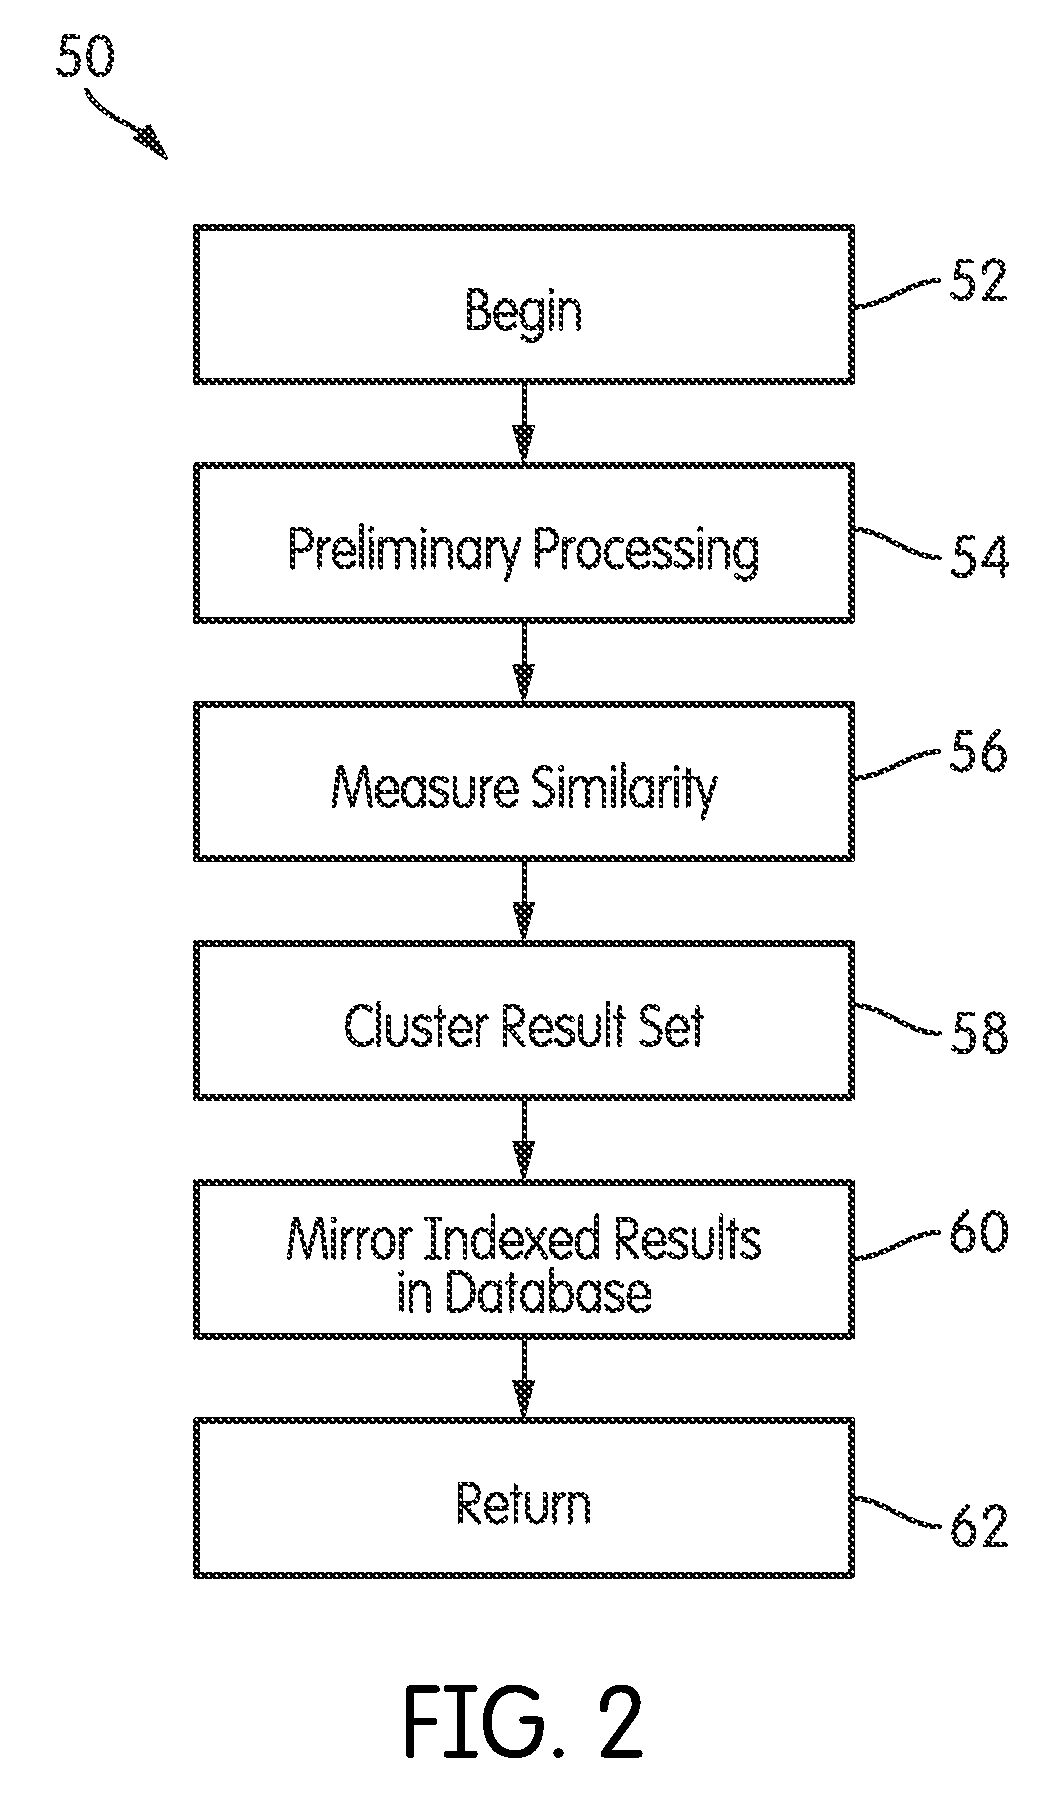 50
Begin
52
Preliminary Processing
54
Measure Similarity
56
Cluster Result Set
58
Mirror Indexed Results
in Database
60
Return
62
FIG. 2